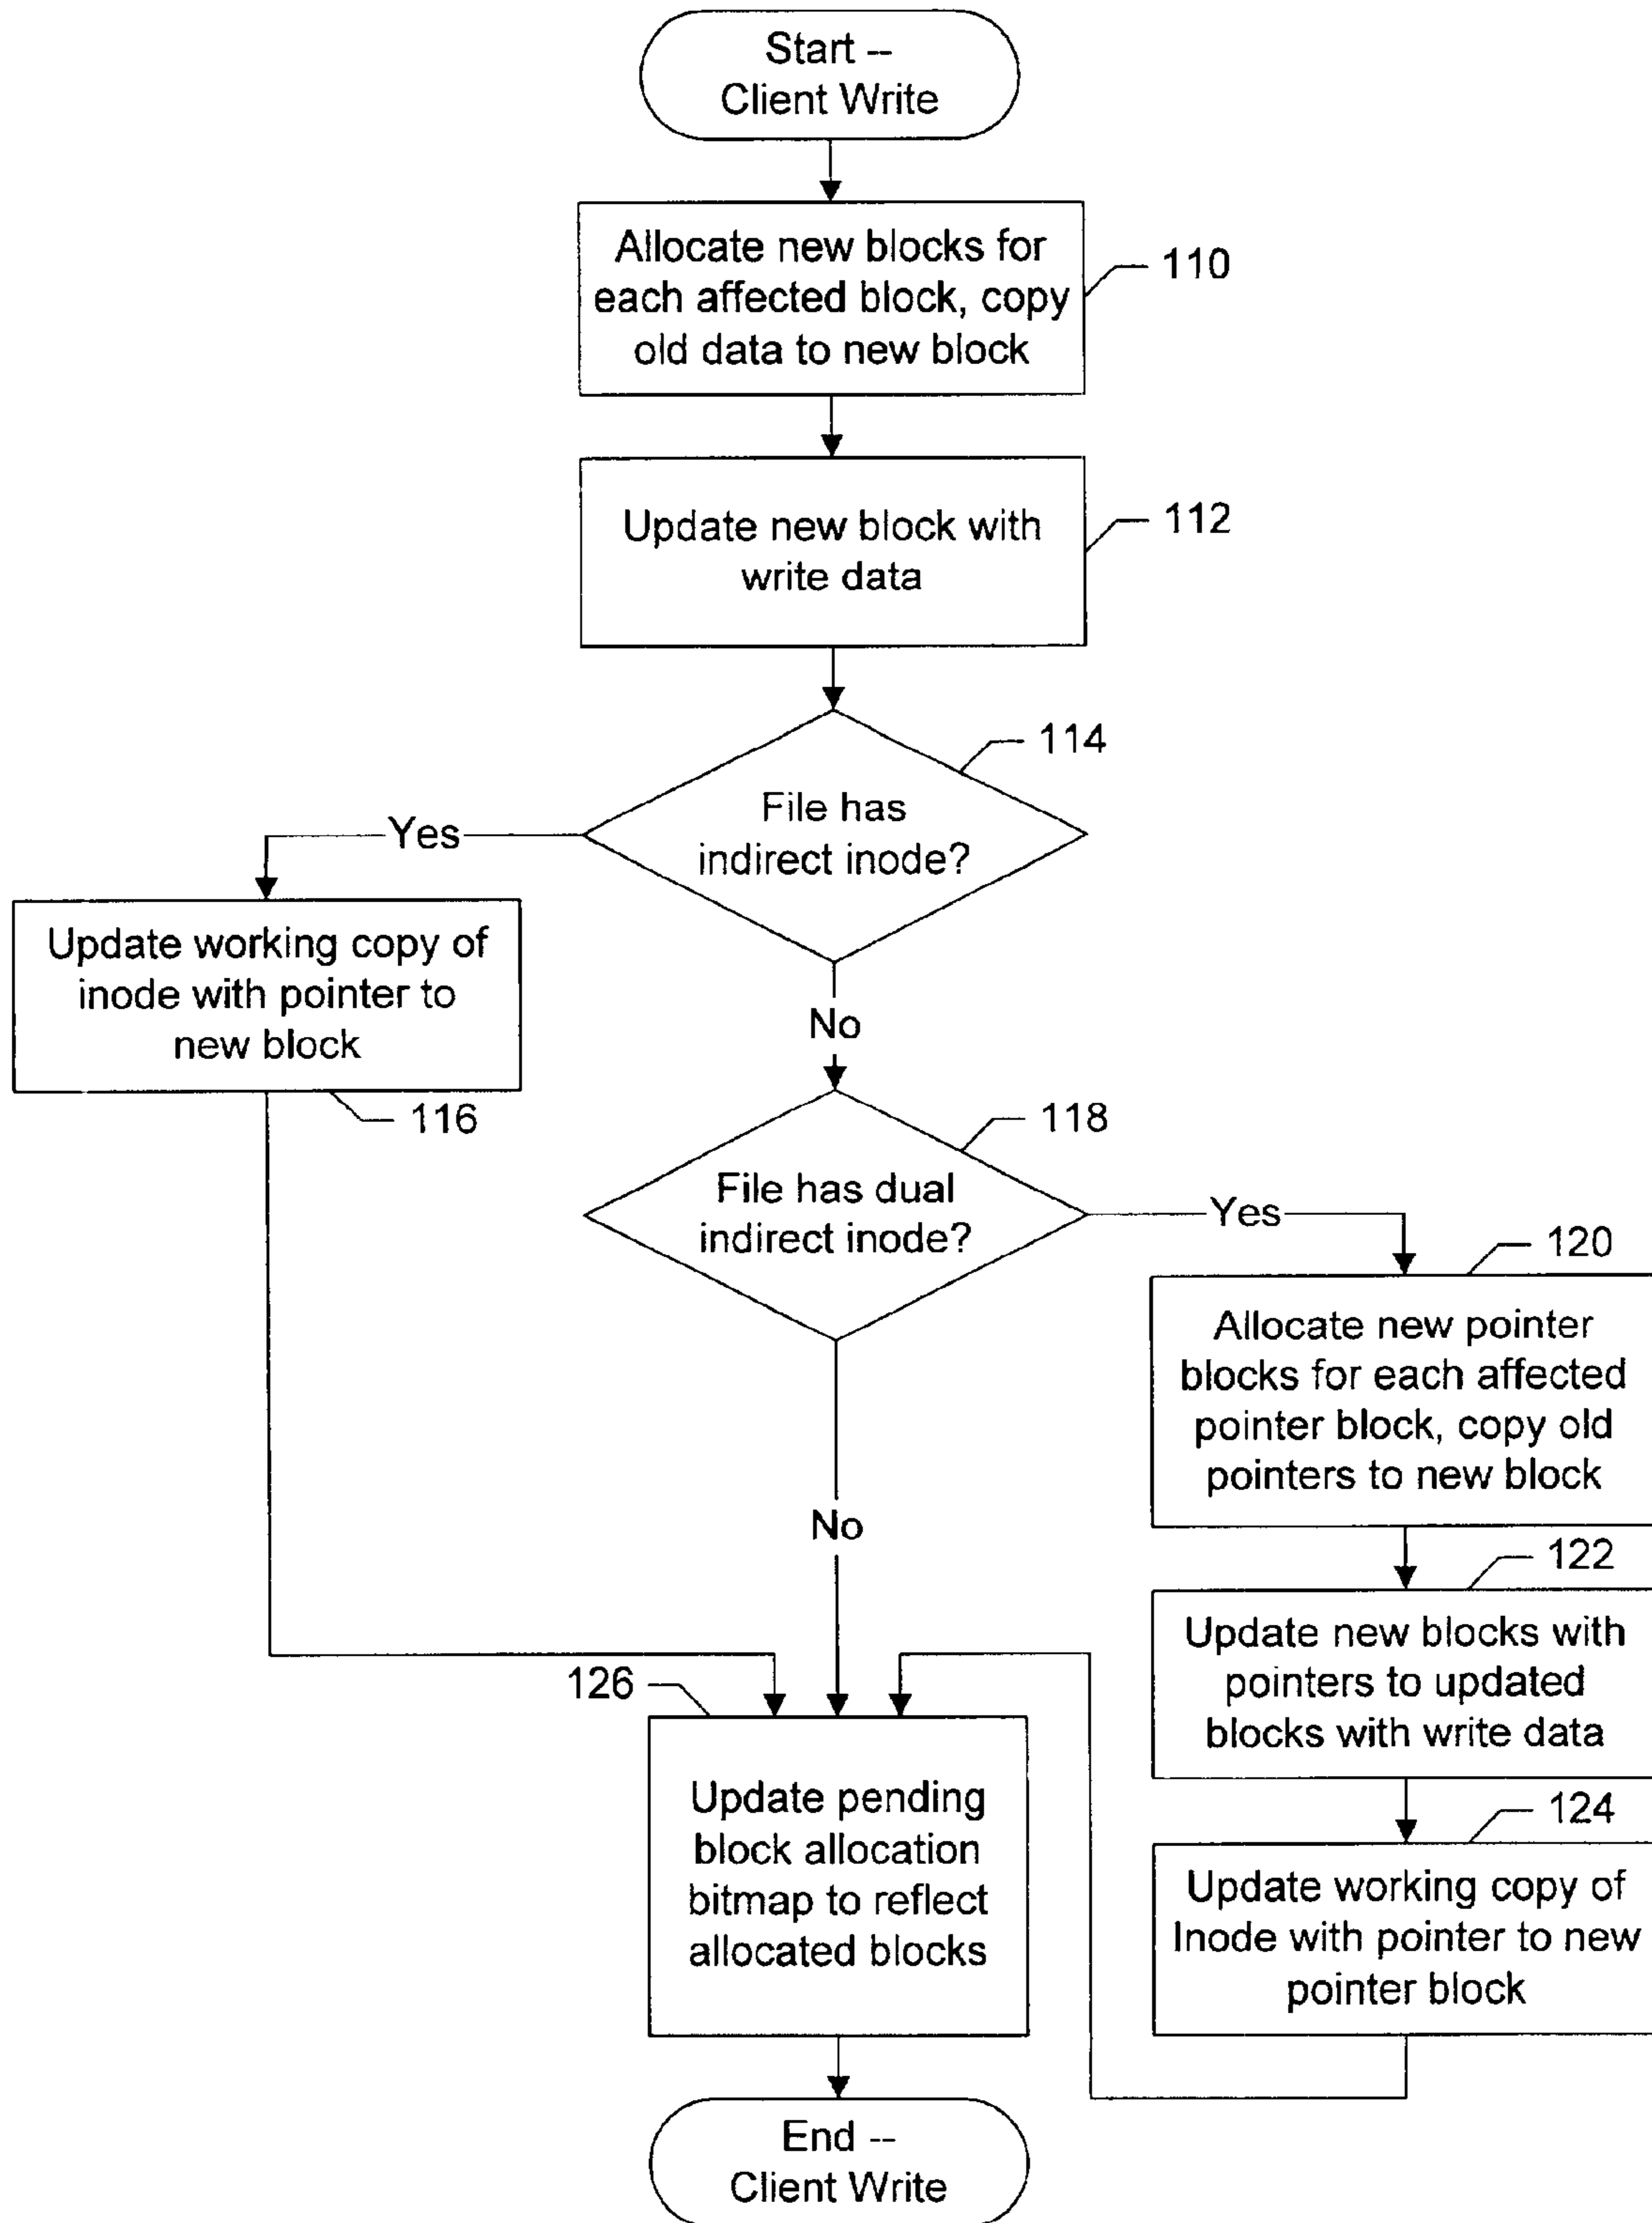 Start --
Client Write
Allocate new blocks for
each affected block, copy
old data to new block
110
Update new block with
write data
112
114
File has
indirect inode?
Yes
Update working copy of
inode with pointer to
new block
116
No
118
File has dual
indirect inode?
Yes
120
Allocate new pointer
blocks for each affected
pointer block, copy old
pointers to new block
No
122
Update new blocks with
pointers to updated
blocks with write data
124
Update working copy of
Inode with pointer to new
pointer block
126
Update pending
block allocation
bitmap to reflect
allocated blocks
End --
Client Write